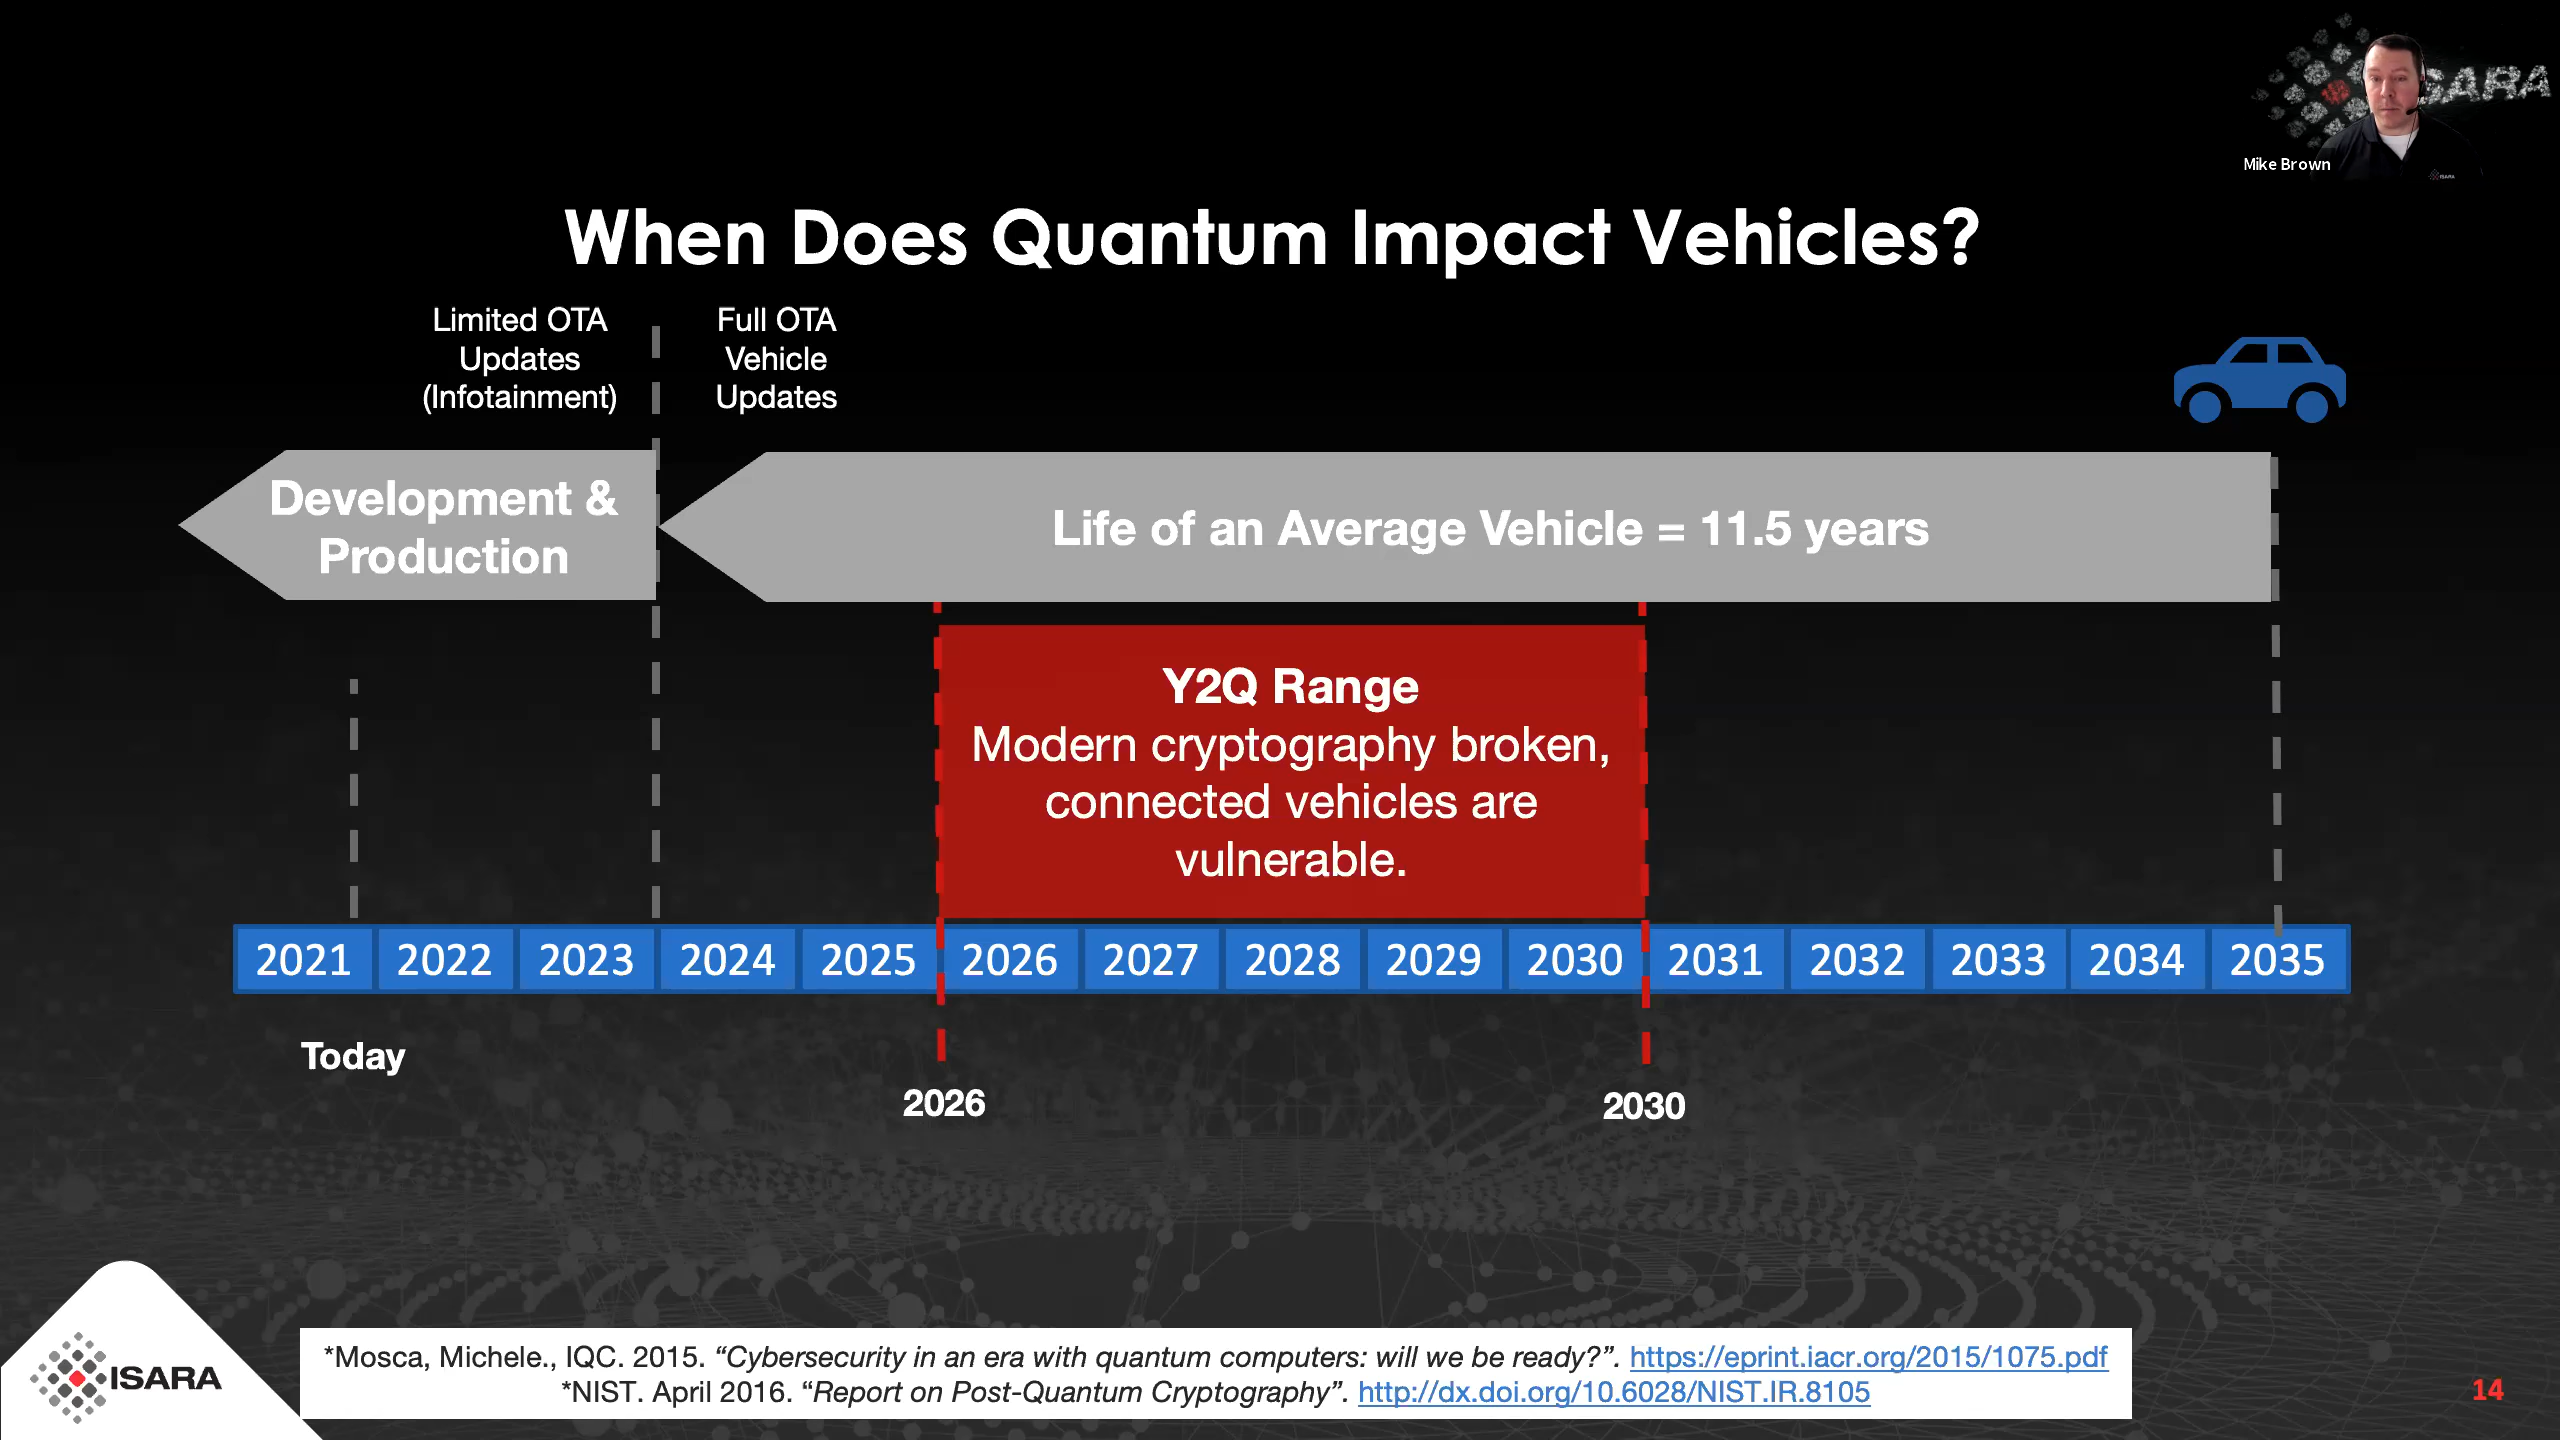 ISARA
Mike Brown
ISARA
When Does Quantum Impact Vehicles?
Limited OTA
Updates
(Infotainment)
Full OTA
Vehicle
Updates
Development &
Production
Life of an Average Vehicle = 11.5 years
Y2Q Range
Modern cryptography broken,
connected vehicles are
vulnerable.
2021 2022 2023 2024 2025 2026 2027 2028 2029 2030 2031 2032 2033 2034 2035
Today
2026
2030
ISARA
*Mosca, Michele., IQC. 2015. “Cybersecurity in an era with quantum computers: will we be ready?”. https://eprint.iacr.org/2015/1075.pdf
*NIST. April 2016. “Report on Post-Quantum Cryptography”. http://dx.doi.org/10.6028/NIST.IR.8105
14